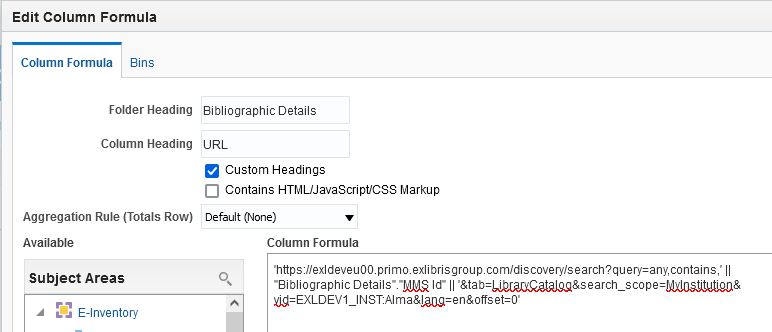 Edit Column Formula
Column Formula Bins
Folder Heading Bibliographic Details
Column Heading URL
Custom Headings
Contains HTML/JavaScript/CSS Markup
Aggregation Rule (Totals Row) Default (None)
Available Column Formula
Subject Areas
E-Inventory
'https://exldeveu00.primo.exlibrisgroup.com/discovery/search?query=any,contains,' ||
"Bibliographic Details"."MMS Id" || '&tab=LibraryCatalog&search_scope=MyInstitution&
vid=EXLDEV1_INST:Alma&lang=en&offset=0'